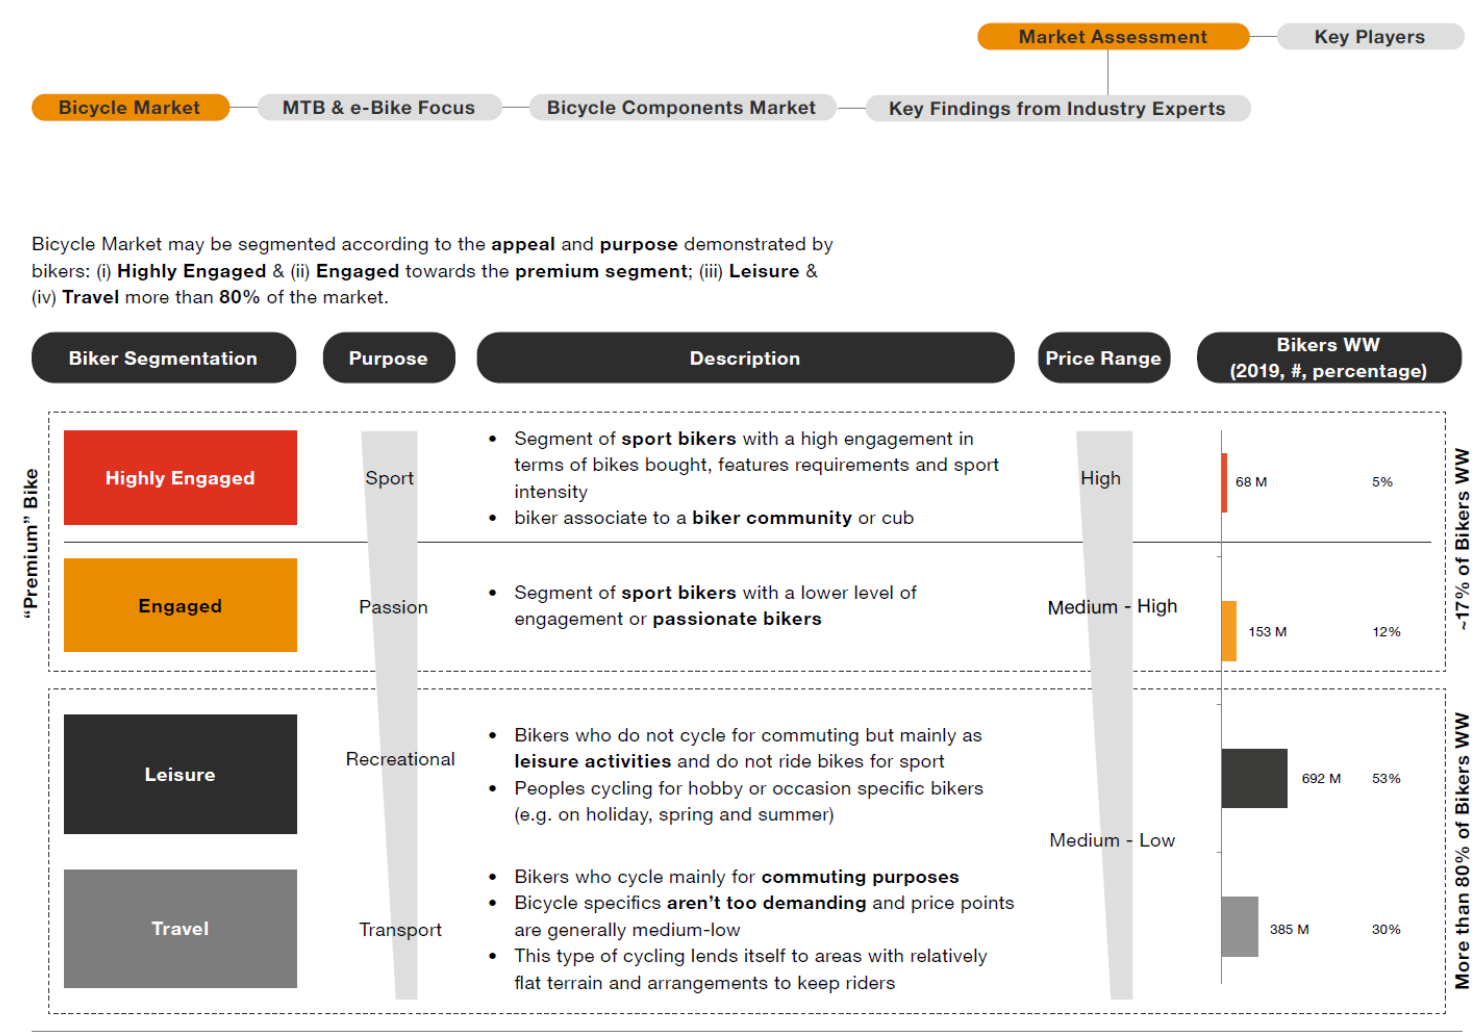 Market Assessment
Key Players
Bicycle Market
MTB & e-Bike Focus
Bicycle Components Market
Key Findings from Industry Experts
Bicycle Market may be segmented according to the appeal and purpose demonstrated by
bikers: (i) Highly Engaged & (ii) Engaged towards the premium segment; (iii) Leisure &
(iv) Travel more than 80% of the market.
Biker Segmentation
Purpose
Description
Price Range
Bikers WW
(2019, #, percentage)
"Premium" Bike
Highly Engaged
Sport
• Segment of sport bikers with a high engagement in
terms of bikes bought, features requirements and sport
intensity
• biker associate to a biker community or cub
High
68 M
5%
Engaged
Passion
• Segment of sport bikers with a lower level of
engagement or passionate bikers
Medium - High
153 M
12%
~17% of Bikers WW
Leisure
Recreational
• Bikers who do not cycle for commuting but mainly as
leisure activities and do not ride bikes for sport
• Peoples cycling for hobby or occasion specific bikers
(e.g. on holiday, spring and summer)
Medium - Low
692 M
53%
Travel
Transport
• Bikers who cycle mainly for commuting purposes
• Bicycle specifics aren't too demanding and price points
are generally medium-low
• This type of cycling lends itself to areas with relatively
flat terrain and arrangements to keep riders
385 M
30%
More than 80% of Bikers WW